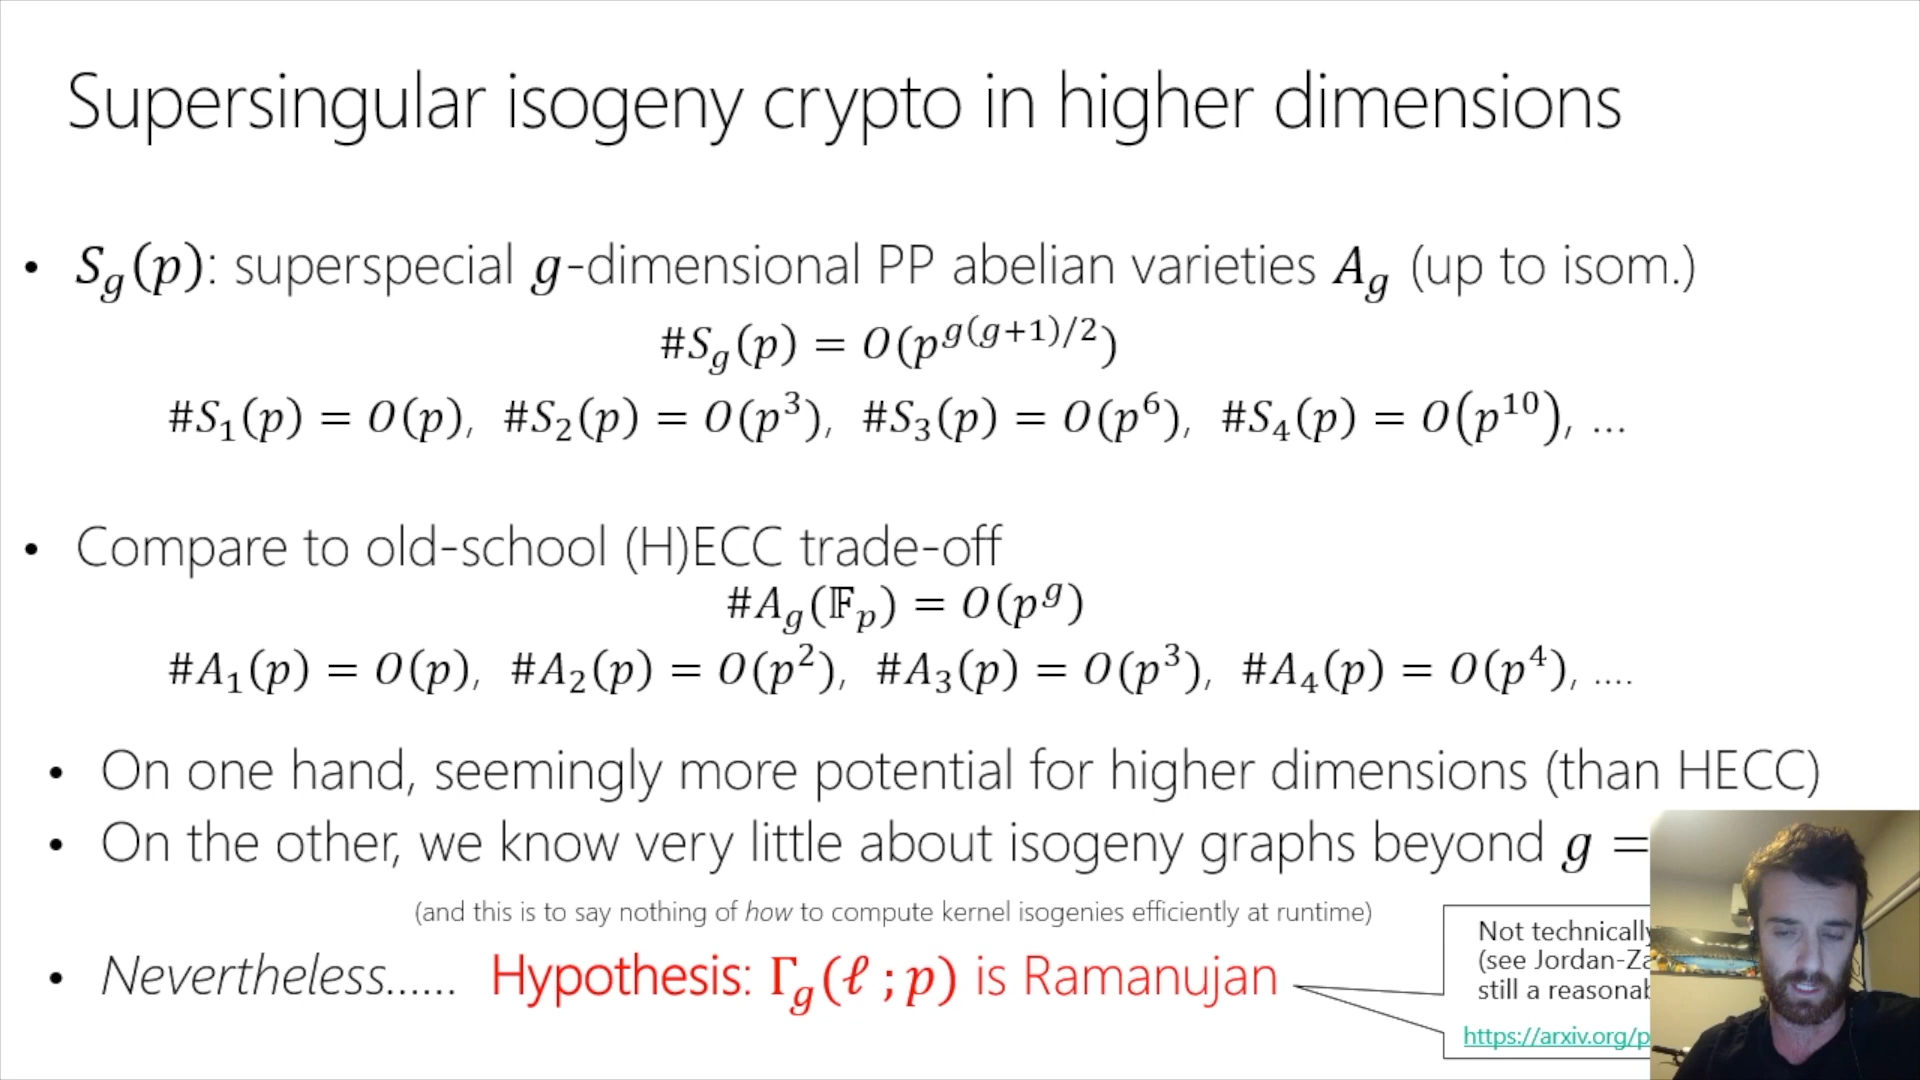 Supersingular isogeny crypto in higher dimensions
• S_g(p): superspecial g-dimensional PP abelian varieties A_g (up to isom.)
#S_g(p) = O(p^{g(g+1)/2})
#S_1(p) = O(p), #S_2(p) = O(p^3), #S_3(p) = O(p^6), #S_4(p) = O(p^{10}), ...
• Compare to old-school (H)ECC trade-off
#A_g(𝔽_p) = O(p^g)
#A_1(p) = O(p), #A_2(p) = O(p^2), #A_3(p) = O(p^3), #A_4(p) = O(p^4), ....
• On one hand, seemingly more potential for higher dimensions (than HECC)
• On the other, we know very little about isogeny graphs beyond g =
(and this is to say nothing of how to compute kernel isogenies efficiently at runtime)
• Nevertheless...... Hypothesis: Γ_g(ℓ ; p) is Ramanujan
Not technically
(see Jordan-Za
still a reasonab
https://arxiv.org/p